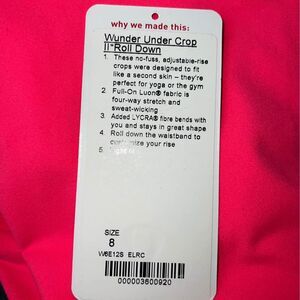 why we made this:
Wunder Under Crop
II*Roll Down
1. These no-fuss, adjustable-rise
crops were designed to fit
like a second skin – they're
perfect for yoga or the gym
2. Full-On Luon® fabric is
four-way stretch and
sweat-wicking
3. Added LYCRA® fibre bends with
you and stays in great shape
4. Roll down the waistband to
customize your rise
5
SIZE
8
W6E12S ELRC
000003600920